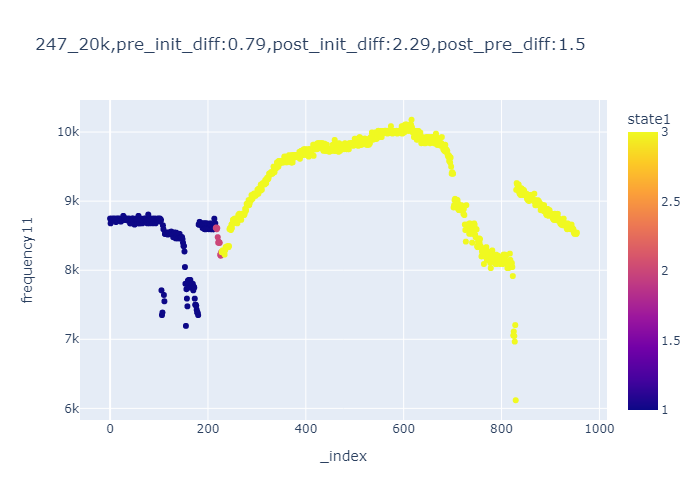 247_20k,pre_init_diff:0.79,post_init_diff:2.29,post_pre_diff:1.5
state1
10k
9k
8k
7k
6k
frequency11
0
200
400
600
800
1000
_index
3
2.5
2
1.5
1